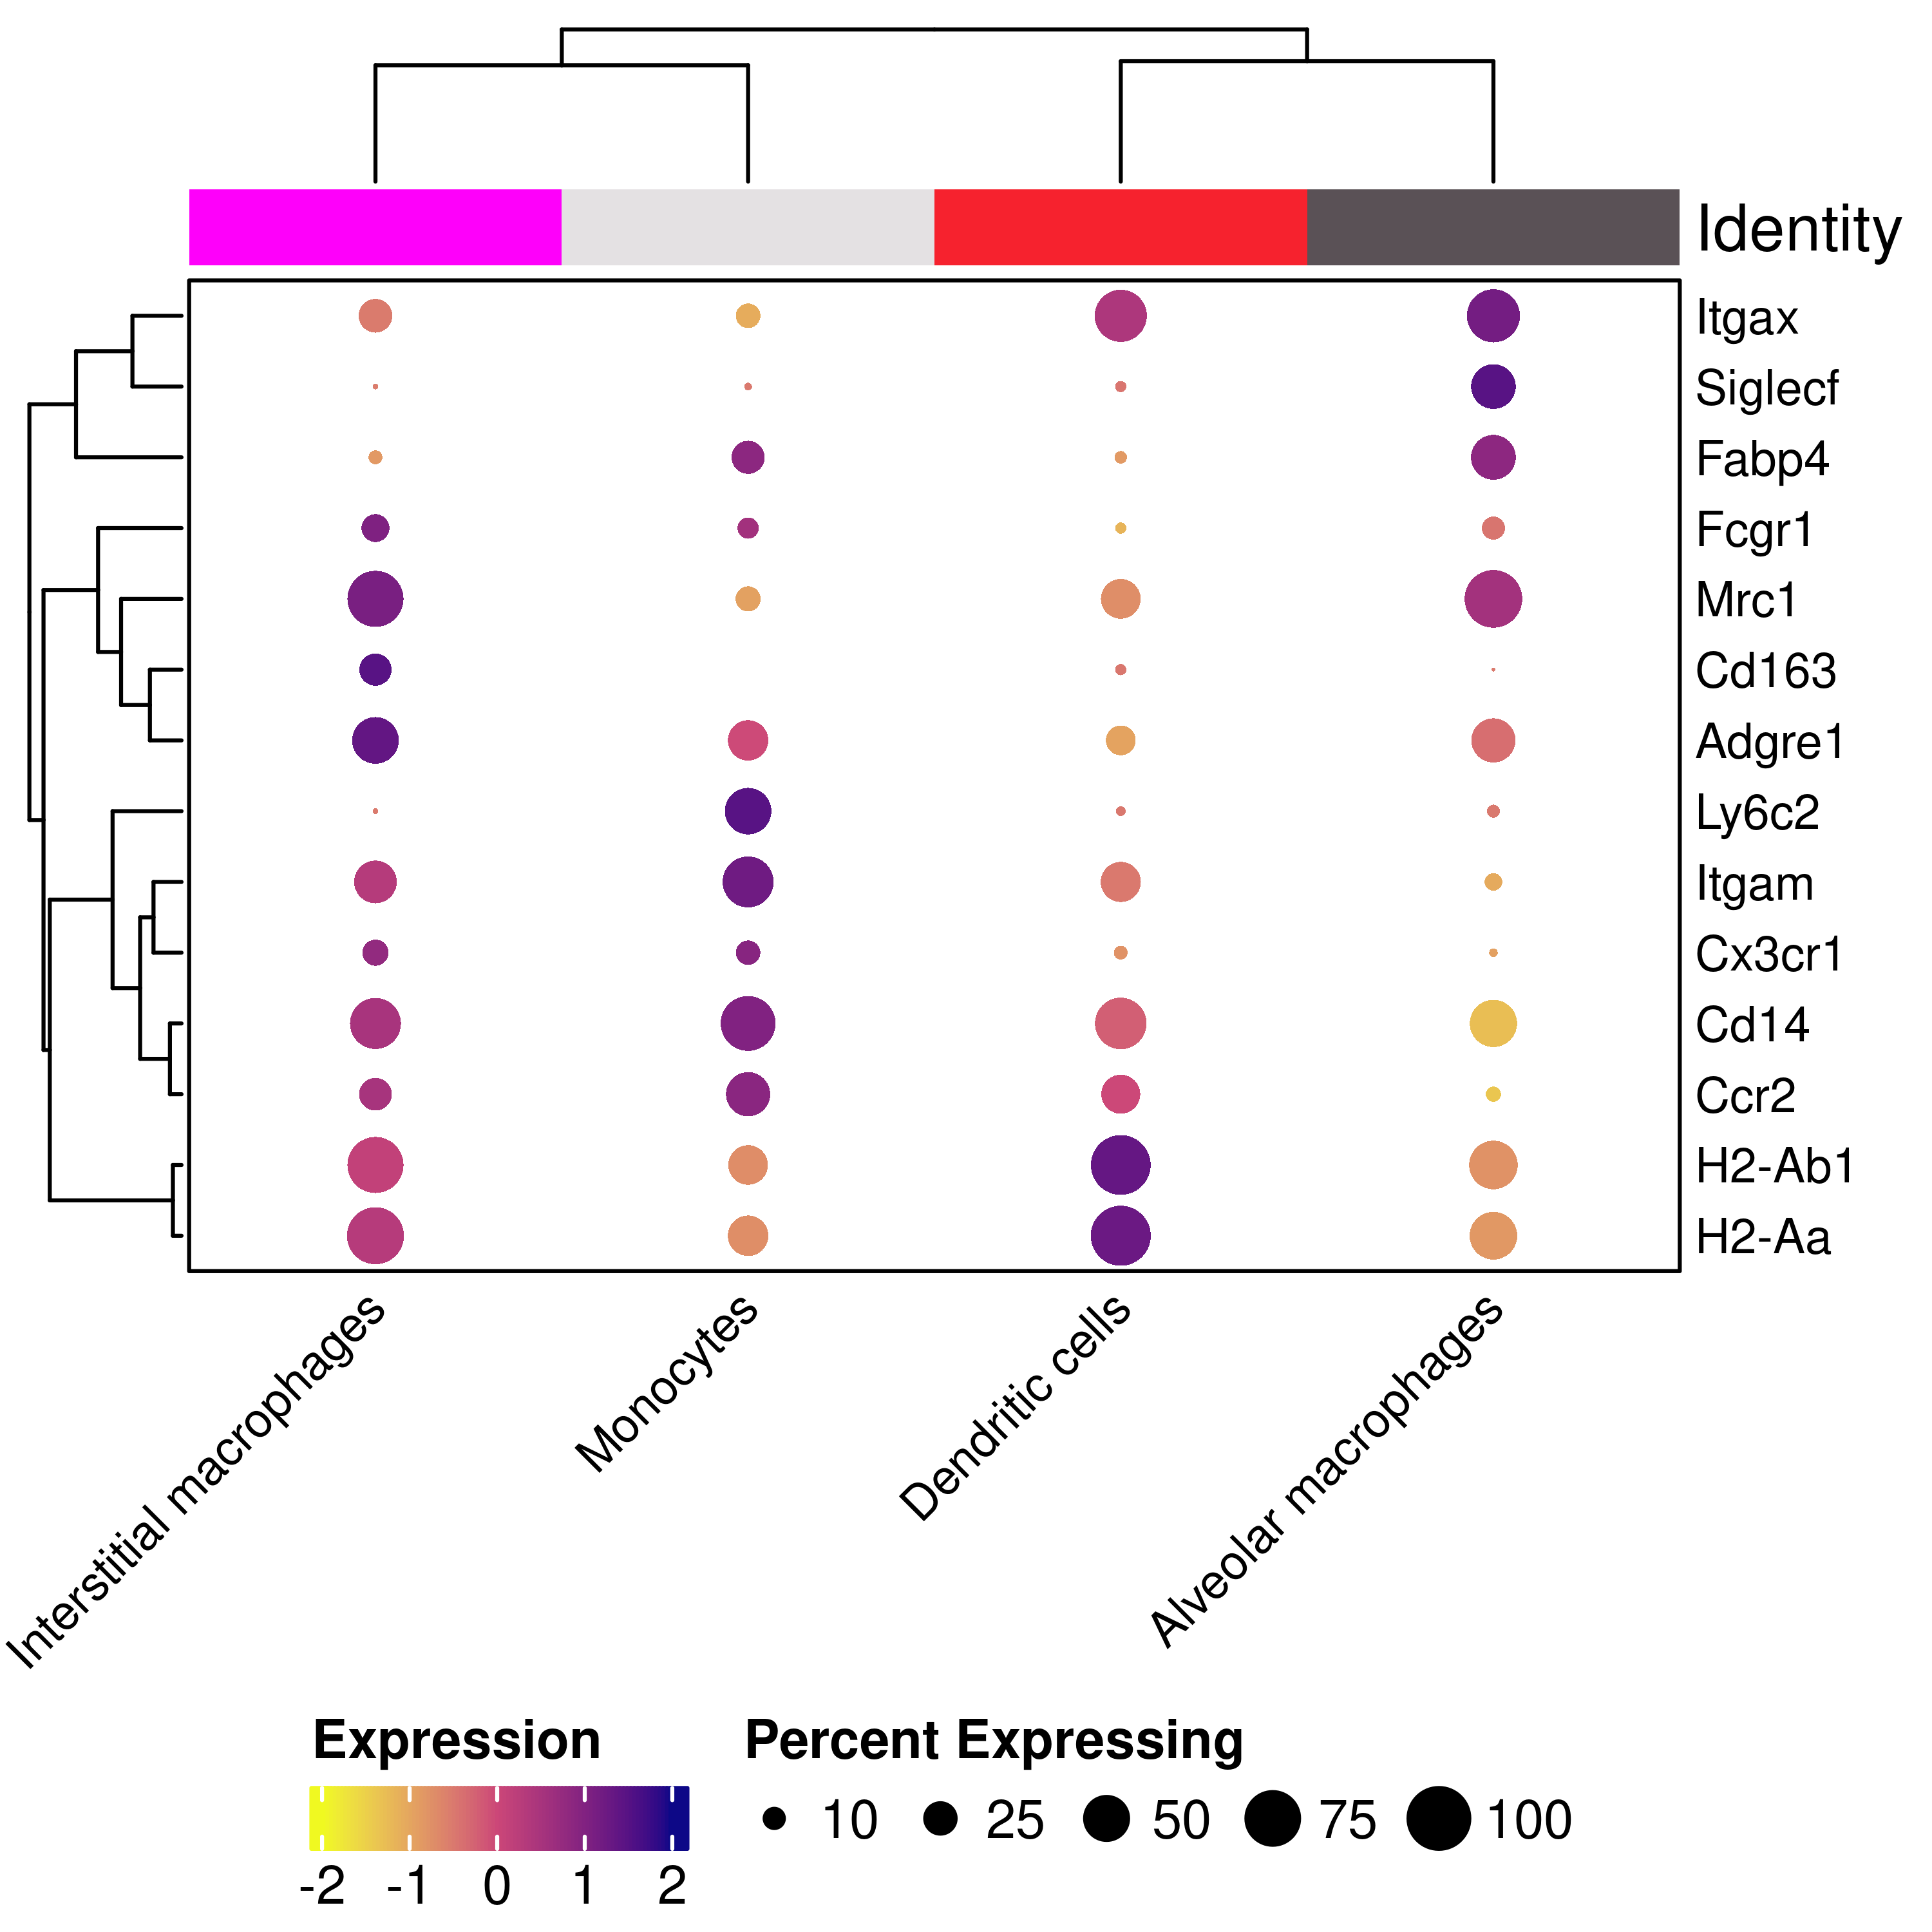 Identity
Itgax
Siglecf
Fabp4
Fcgr1
Mrc1
Cd163
Adgre1
Ly6c2
Itgam
Cx3cr1
Cd14
Ccr2
H2-Ab1
H2-Aa
Interstitial macrophages
Monocytes
Dendritic cells
Alveolar macrophages
Expression
-2 -1 0 1 2
Percent Expressing
10 25 50 75 100